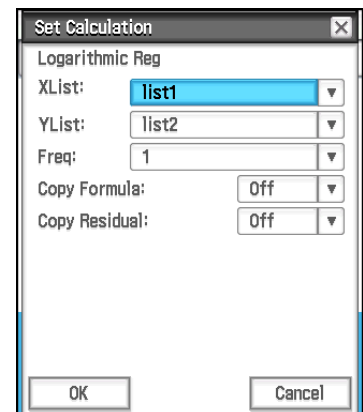 Set Calculation
Logarithmic Reg
XList: list1
YList: list2
Freq: 1
Copy Formula: Off
Copy Residual: Off
OK Cancel